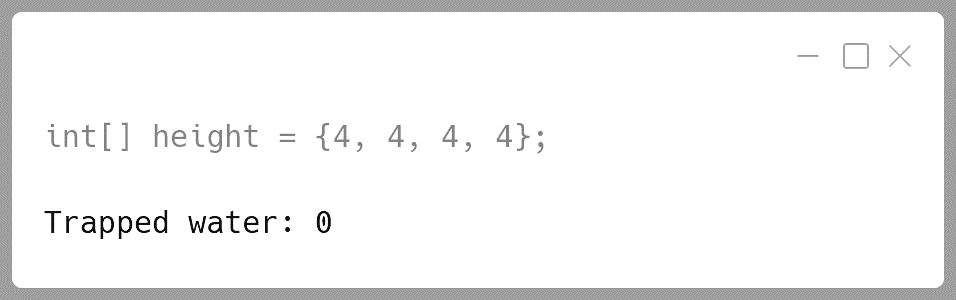 int[] height = {4, 4, 4, 4};
Trapped water: 0